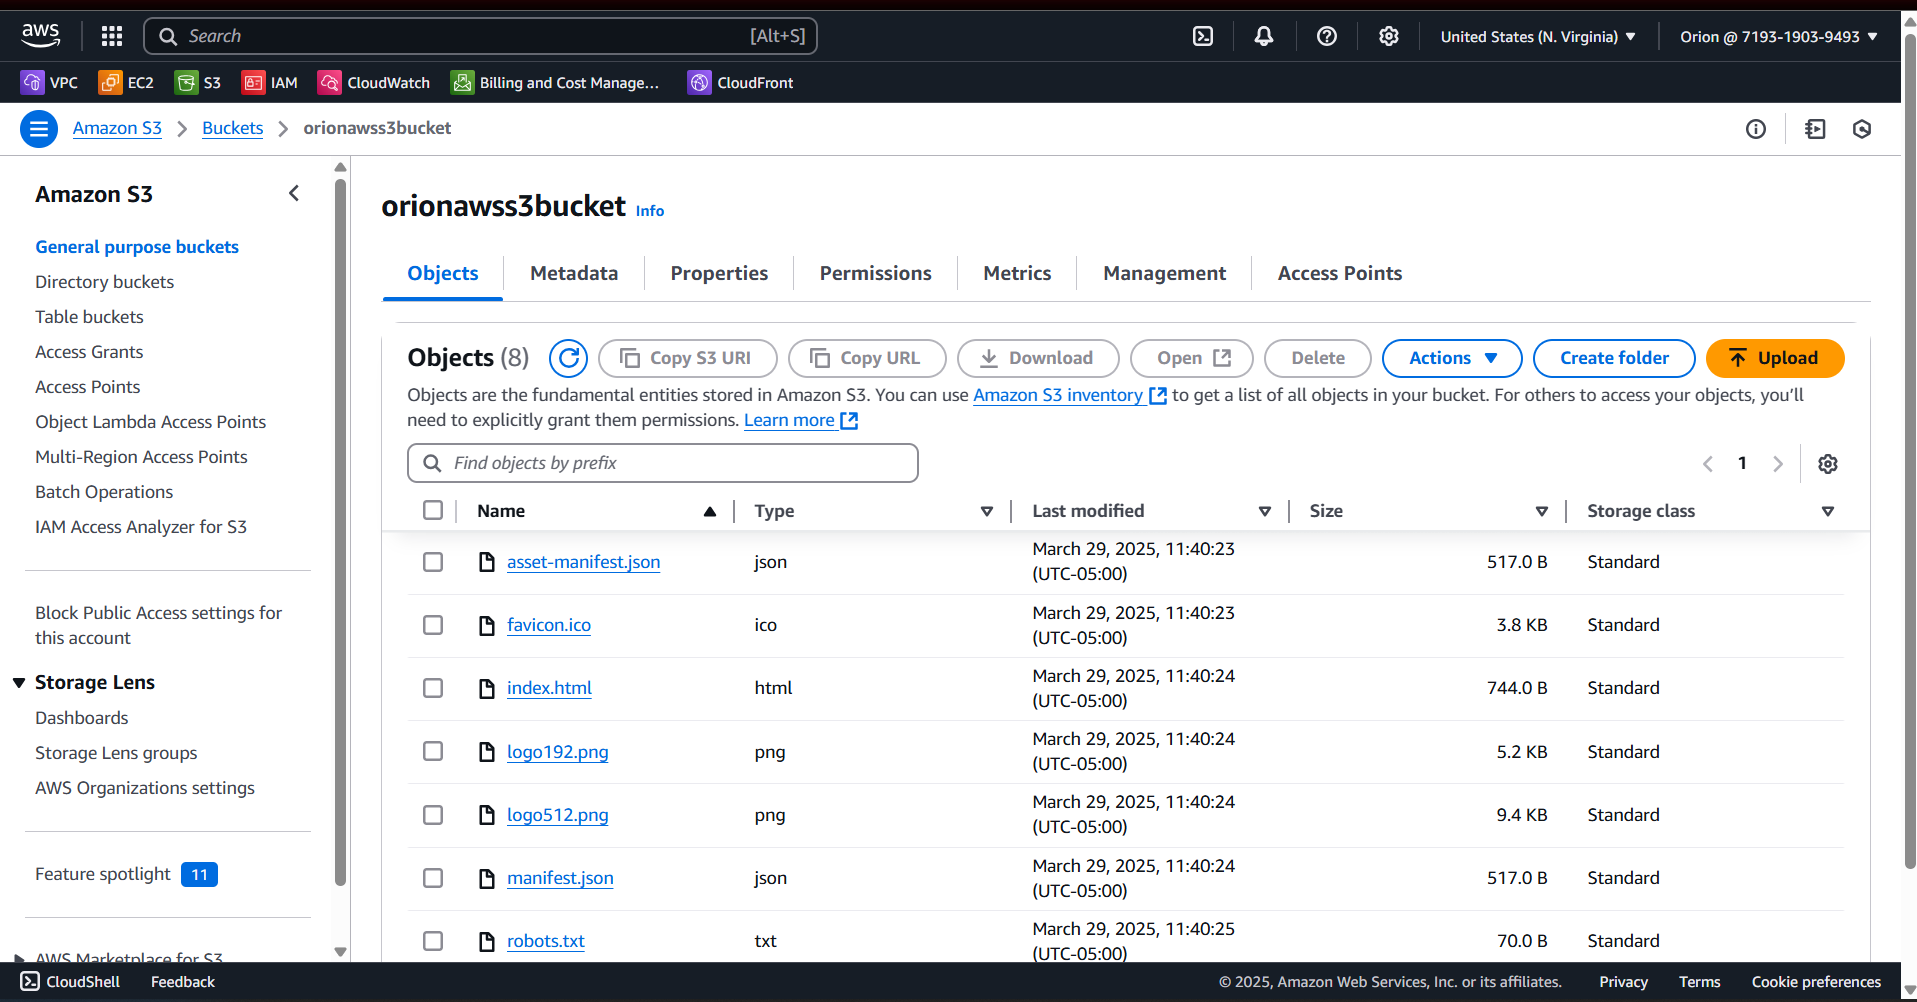 aws
Search
[Alt+S]
United States (N. Virginia) ▼
Orion @ 7193-1903-9493 ▼
VPC
EC2
S3
IAM
CloudWatch
Billing and Cost Manage...
CloudFront
Amazon S3 > Buckets > orionawss3bucket
Amazon S3
General purpose buckets
Directory buckets
Table buckets
Access Grants
Access Points
Object Lambda Access Points
Multi-Region Access Points
Batch Operations
IAM Access Analyzer for S3
Block Public Access settings for
this account
Storage Lens
Dashboards
Storage Lens groups
AWS Organizations settings
Feature spotlight 11
AWS Marketplace for S3
orionawss3bucket Info
Objects
Metadata
Properties
Permissions
Metrics
Management
Access Points
Objects (8)
Copy S3 URI
Copy URL
Download
Open
Delete
Actions
Create folder
Upload
Objects are the fundamental entities stored in Amazon S3. You can use Amazon S3 inventory to get a list of all objects in your bucket. For others to access your objects, you'll
need to explicitly grant them permissions. Learn more
Find objects by prefix
1
Name Type Last modified Size Storage class
asset-manifest.json json March 29, 2025, 11:40:23 (UTC-05:00) 517.0 B Standard
favicon.ico ico March 29, 2025, 11:40:23 (UTC-05:00) 3.8 KB Standard
index.html html March 29, 2025, 11:40:24 (UTC-05:00) 744.0 B Standard
logo192.png png March 29, 2025, 11:40:24 (UTC-05:00) 5.2 KB Standard
logo512.png png March 29, 2025, 11:40:24 (UTC-05:00) 9.4 KB Standard
manifest.json json March 29, 2025, 11:40:24 (UTC-05:00) 517.0 B Standard
robots.txt txt March 29, 2025, 11:40:25 (UTC-05:00) 70.0 B Standard
CloudShell
Feedback
© 2025, Amazon Web Services, Inc. or its affiliates.
Privacy
Terms
Cookie preferences